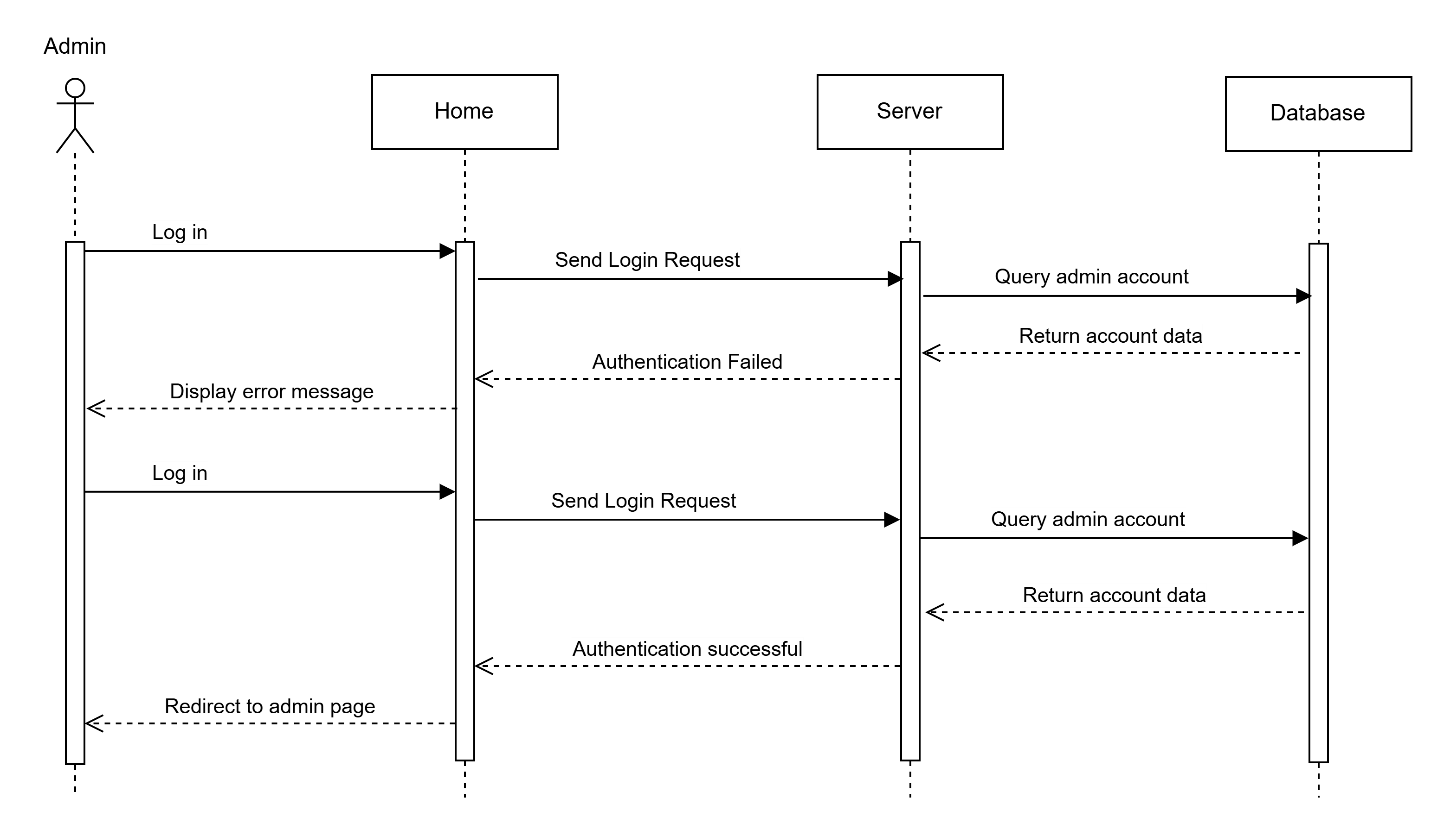 Admin
Home
Server
Database
Log in
Send Login Request
Query admin account
Return account data
Authentication Failed
Display error message
Log in
Send Login Request
Query admin account
Return account data
Authentication successful
Redirect to admin page